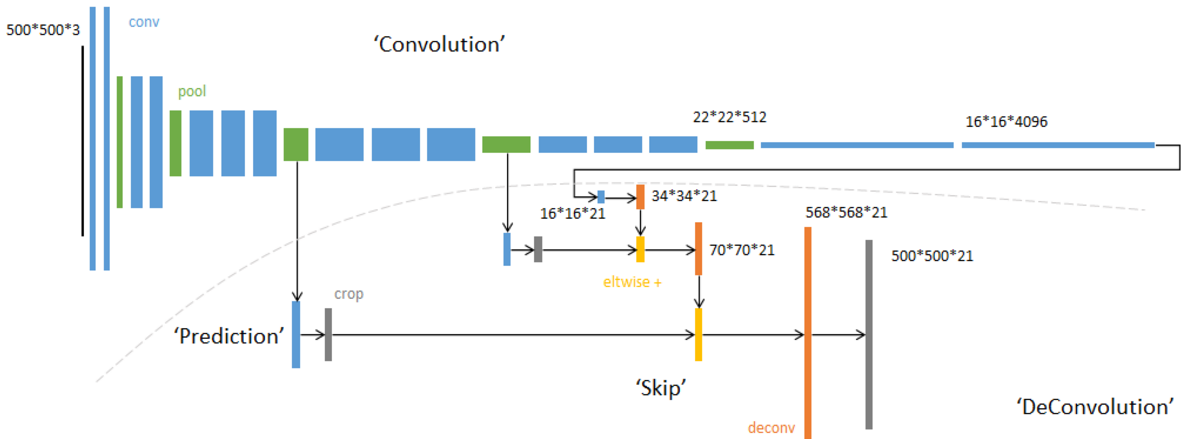 500*500*3
conv
‘Convolution’
pool
22*22*512
16*16*4096
16*16*21
34*34*21
568*568*21
70*70*21
500*500*21
eltwise +
crop
‘Prediction’
‘Skip’
‘DeConvolution’
deconv